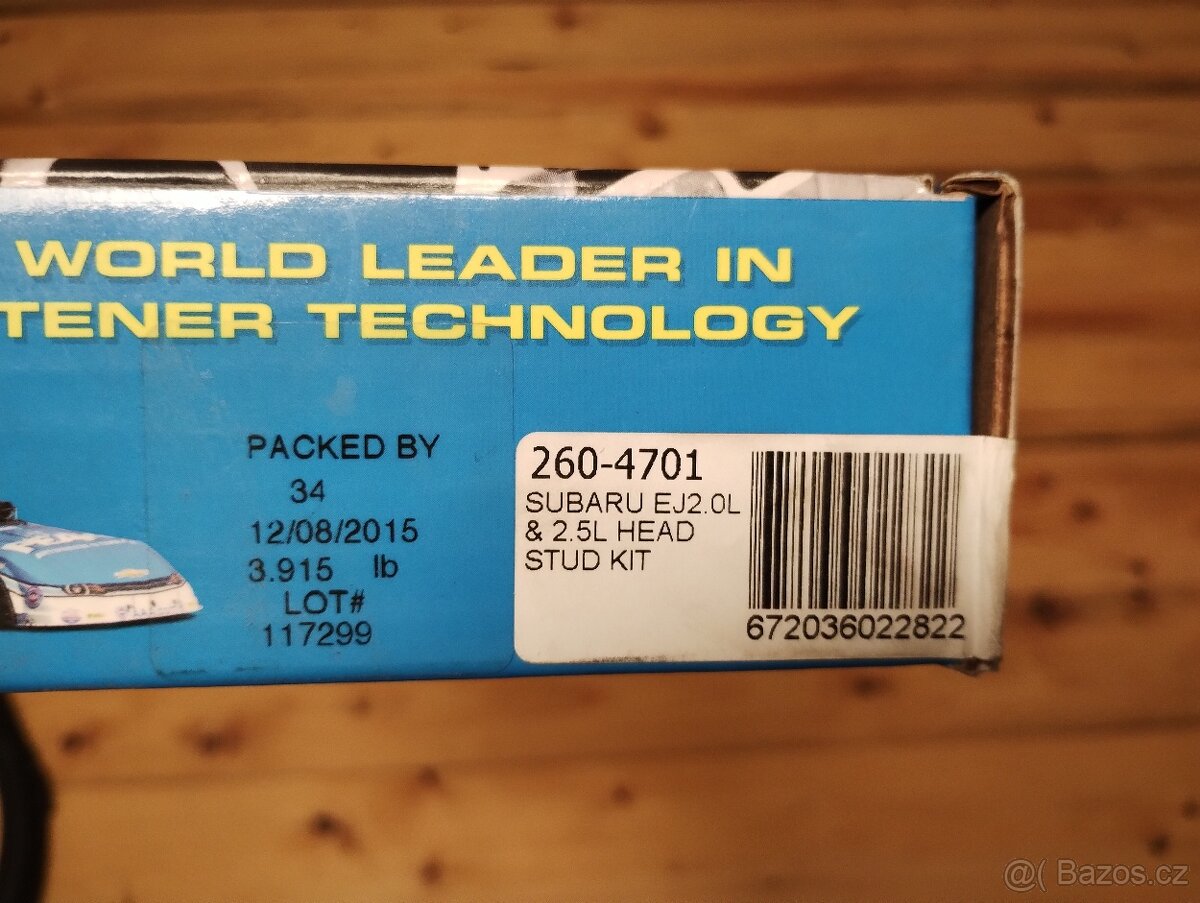 WORLD LEADER IN
TENER TECHNOLOGY
PACKED BY
34
12/08/2015
3.915 lb
LOT#
117299
260-4701
SUBARU EJ2.0L
& 2.5L HEAD
STUD KIT
672036022822
@( Bazos.cz